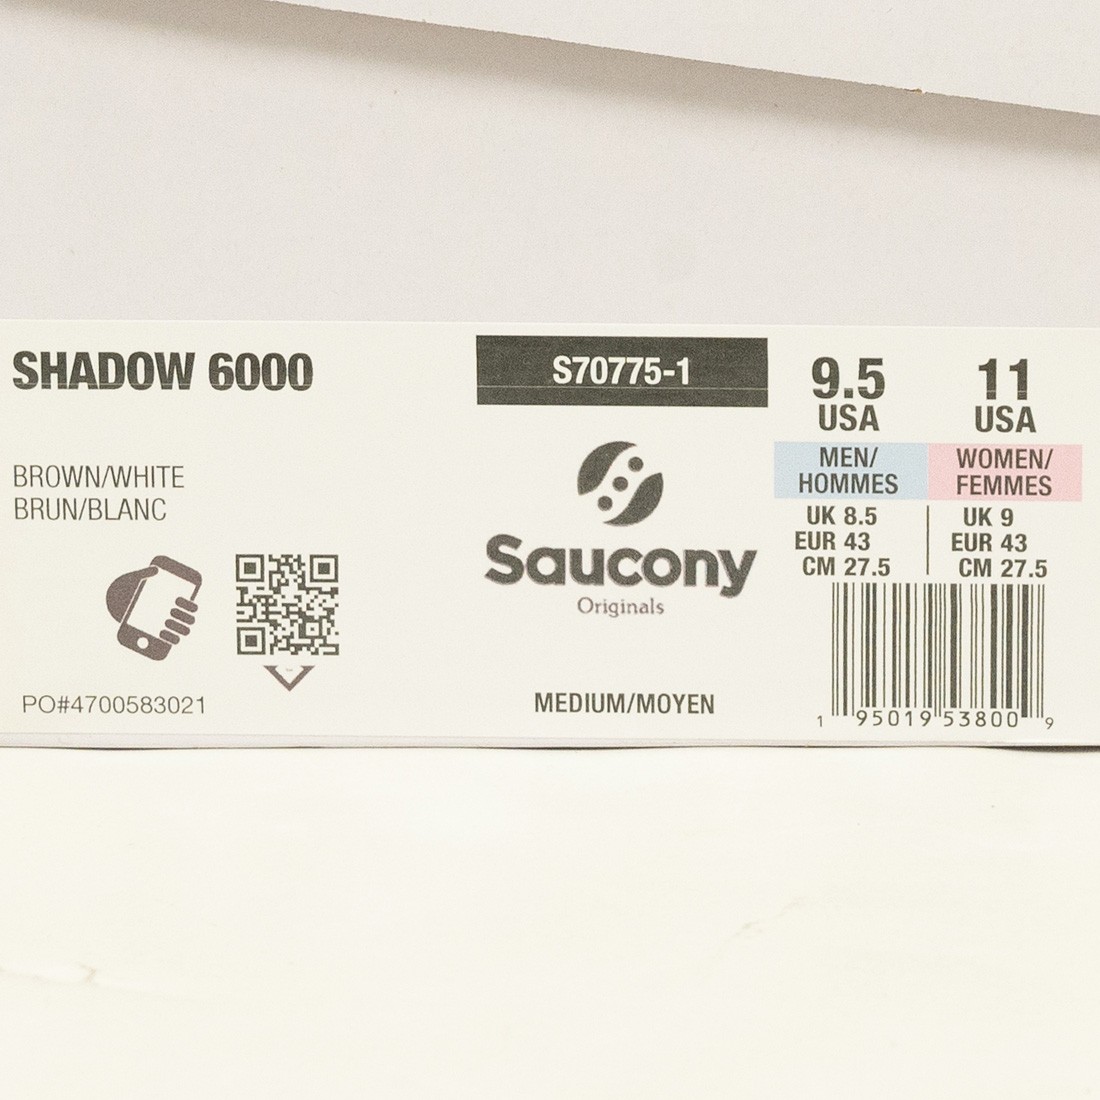 SHADOW 6000
BROWN/WHITE
BRUN/BLANC
PO#4700583021
S70775-1
Saucony
Originals
MEDIUM/MOYEN
9.5 11
USA USA
MEN/ WOMEN/
HOMMES FEMMES
UK 8.5 UK 9
EUR 43 EUR 43
CM 27.5 CM 27.5
1 95019 53800 9